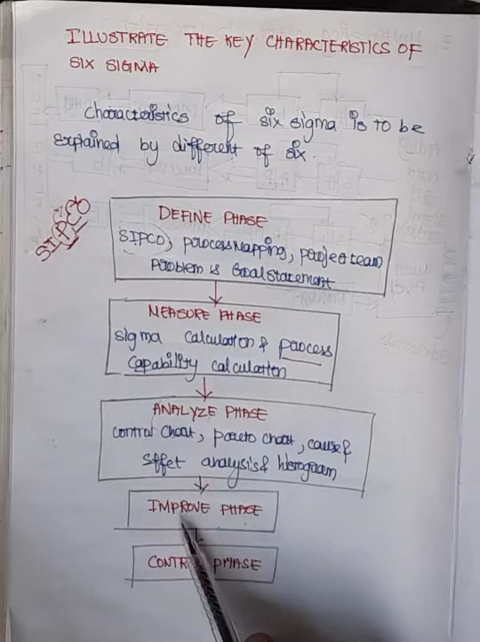 ILLUSTRATE THE KEY CHARACTERISTICS OF
SIX SIGMA
Characteristics of six sigma is to be
explained by different of six.
SIPCO
DEFINE PHASE
SIPCO, process mapping, project team
Problem is Goal statement
MEASURE PHASE
Sigma calculation & process
Capability calculation
ANALYZE PHASE
Control chart, pareto chart, cause &
effet analysis & histogram
IMPROVE PHASE
CONTR PHASE